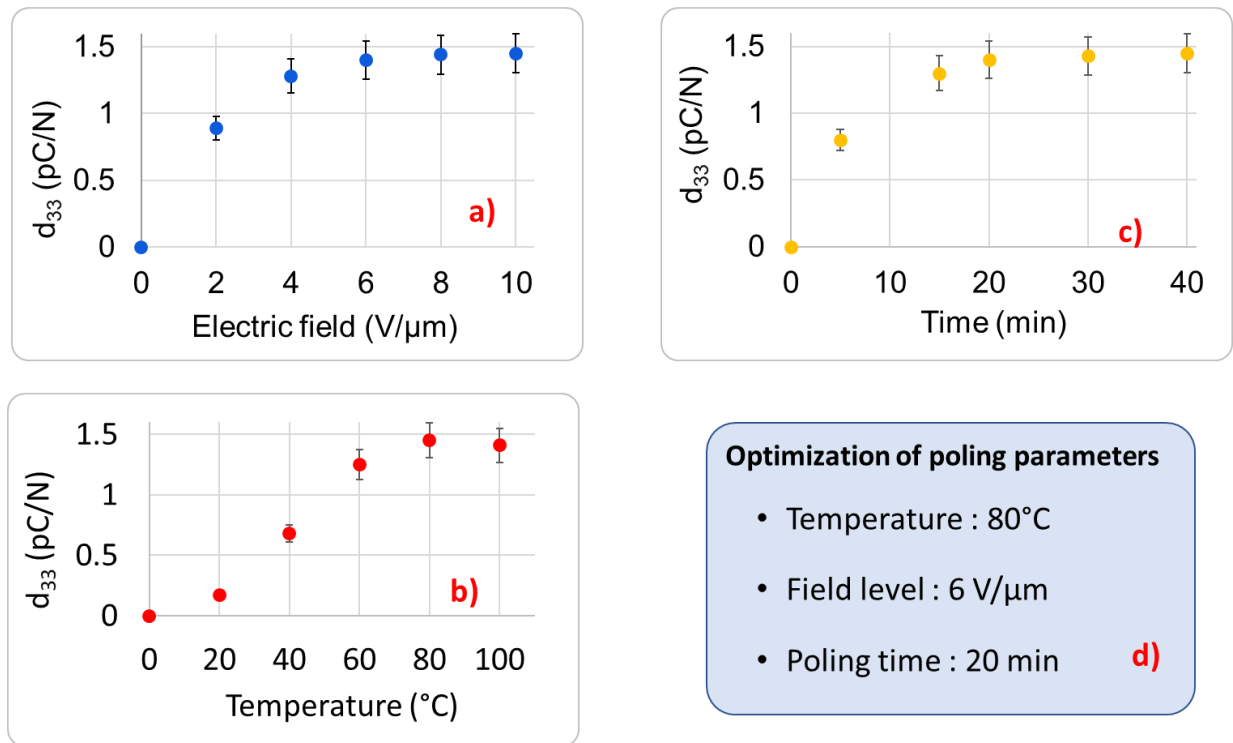 1.5
1
0.5
0
d33 (pC/N)
a)
0 2 4 6 8 10
Electric field (V/µm)
1.5
1
0.5
0
d33 (pC/N)
c)
0 10 20 30 40
Time (min)
1.5
1
0.5
0
d33 (pC/N)
b)
0 20 40 60 80 100
Temperature (°C)
Optimization of poling parameters
• Temperature : 80°C
• Field level : 6 V/µm
• Poling time : 20 min
d)